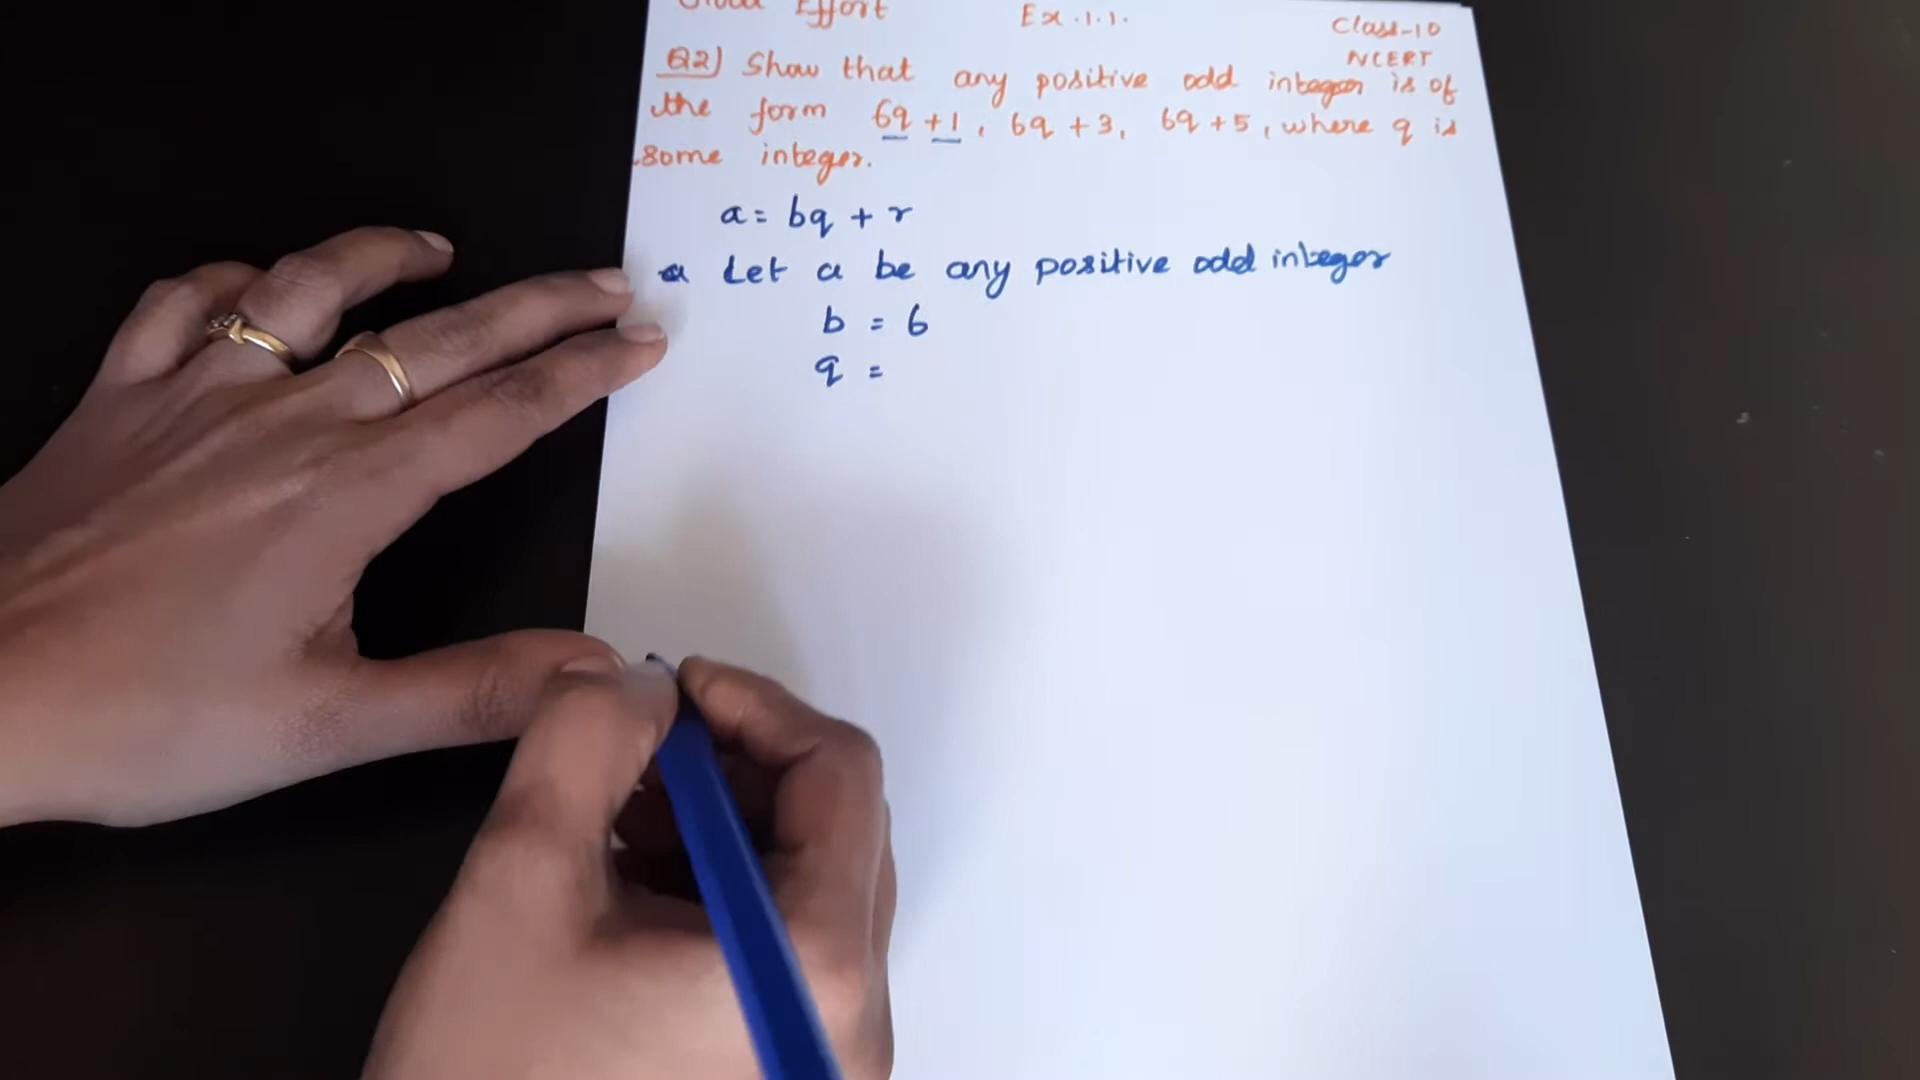 Effort Ex.1.1. Class-10
NCERT
Q2) Show that any positive odd integer is of
the form 6q +1, 6q +3, 6q +5, where q is
some integer.
a = bq + r
Let a be any positive odd integer
b = 6
q =